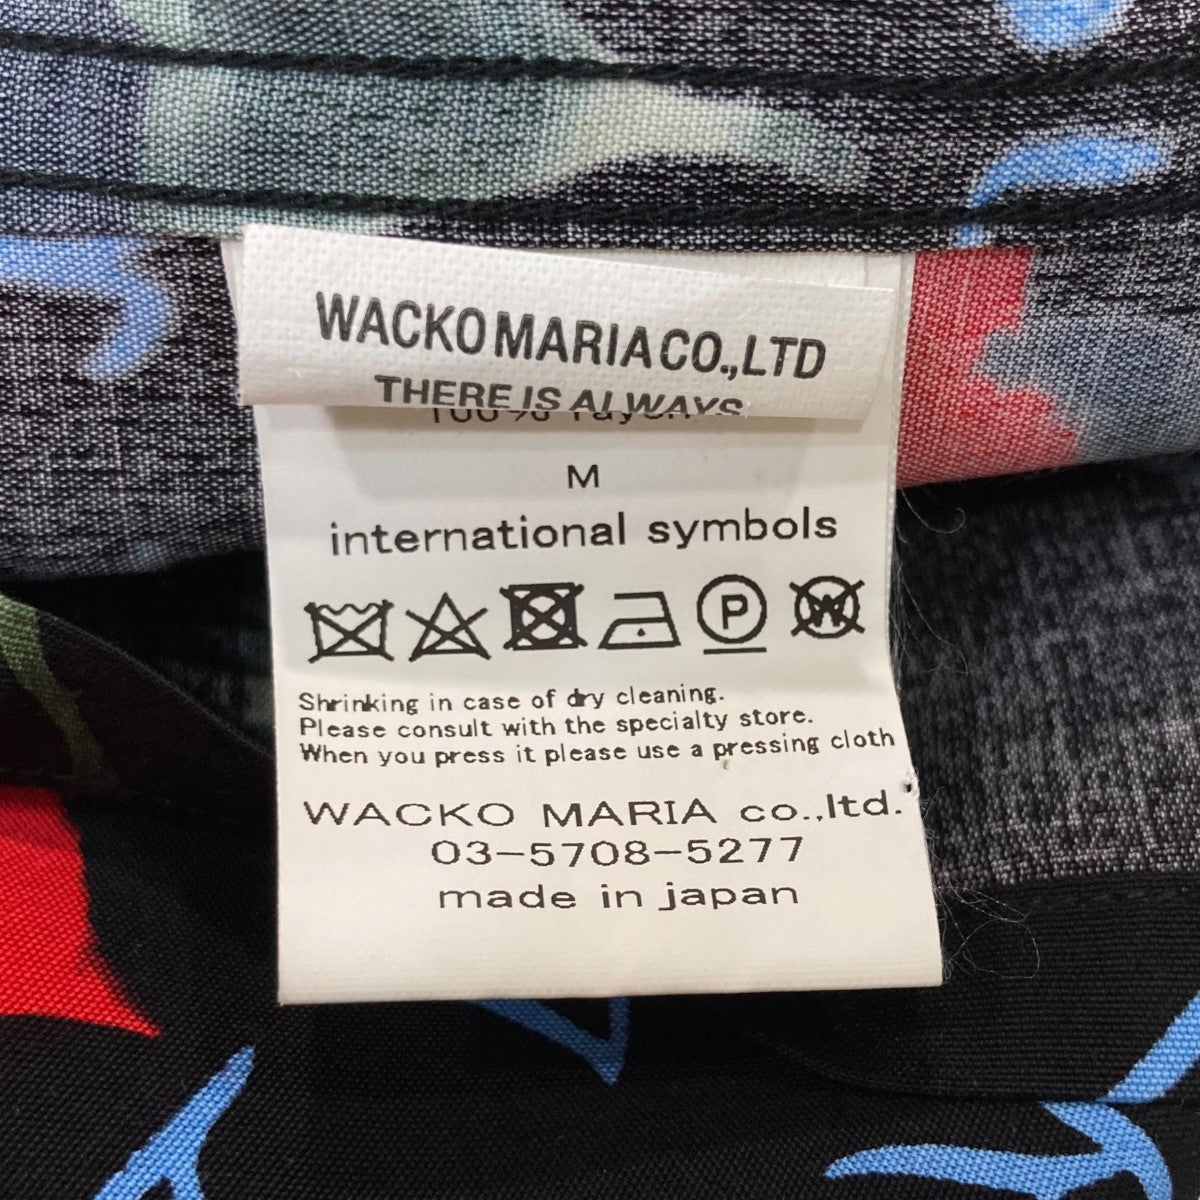 WACKO MARIA CO.,LTD
THERE IS ALWAYS
100% rayon
M
international symbols
P W
Shrinking in case of dry cleaning.
Please consult with the specialty store.
When you press it please use a pressing cloth
WACKO MARIA co.,ltd.
03-5708-5277
made in japan